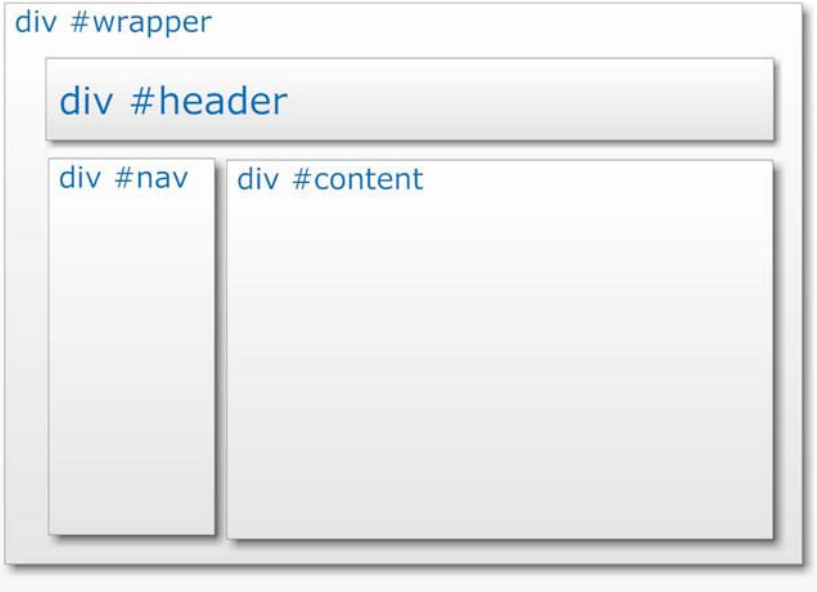 div #wrapper
div #header
div #nav
div #content